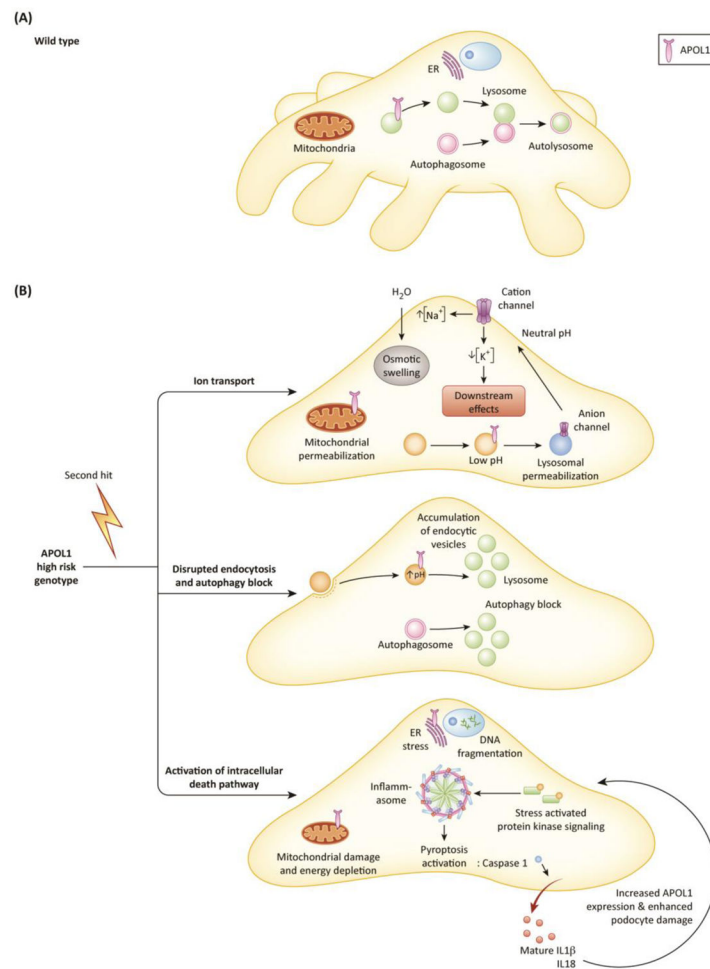 (A)
Wild type
APOL1
ER
Lysosome
Mitochondria
Autophagosome
Autolysosome
(B)
H₂O
Cation
channel
↑[Na⁺]
Neutral pH
Osmotic
swelling
↓[K⁺]
Ion transport
Downstream
effects
Anion
channel
Mitochondrial
permeabilization
Low pH
Lysosomal
permeabilization
Second hit
APOL1
high risk
genotype
Accumulation
of endocytic
vesicles
Disrupted endocytosis
and autophagy block
↑pH
Lysosome
Autophagy block
Autophagosome
ER
stress
DNA
fragmentation
Activation of intracellular
death pathway
Inflamm-
asome
Stress activated
protein kinase signaling
Mitochondrial damage
and energy depletion
Pyroptosis
activation
: Caspase 1
Increased APOL1
expression & enhanced
podocyte damage
Mature IL1β
IL18